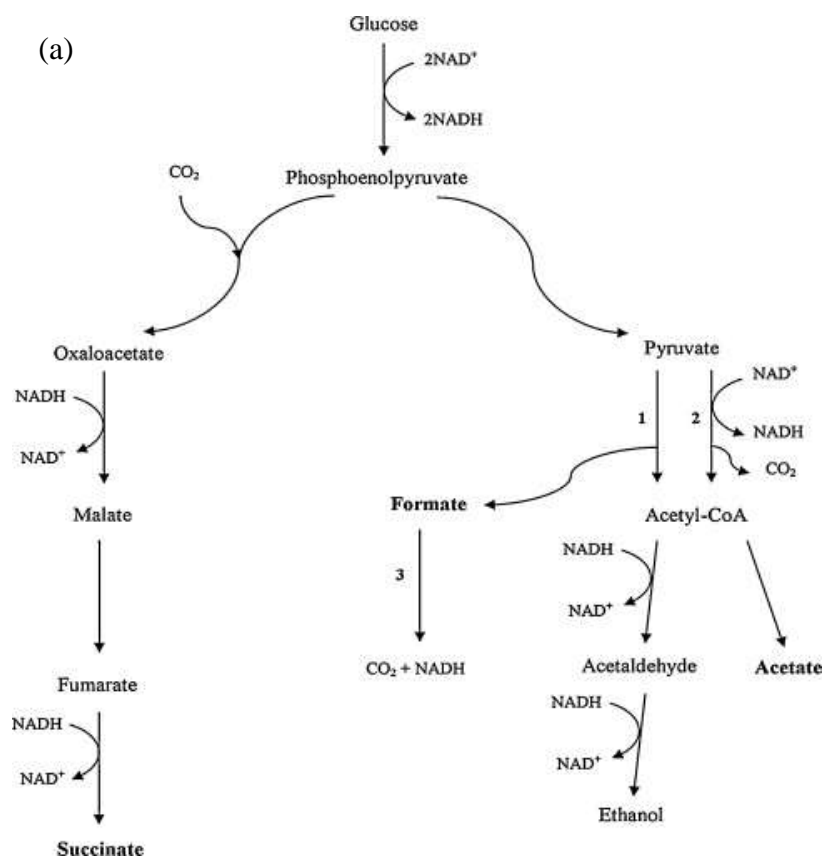 (a)
Glucose
2NAD⁺
2NADH
CO₂
Phosphoenolpyruvate
Oxaloacetate
Pyruvate
NADH
NAD⁺
NAD⁺
1
2
NADH
CO₂
Malate
Formate
Acetyl-CoA
3
NADH
NAD⁺
CO₂ + NADH
Acetaldehyde
Acetate
Fumarate
NADH
NAD⁺
NADH
NAD⁺
Ethanol
Succinate